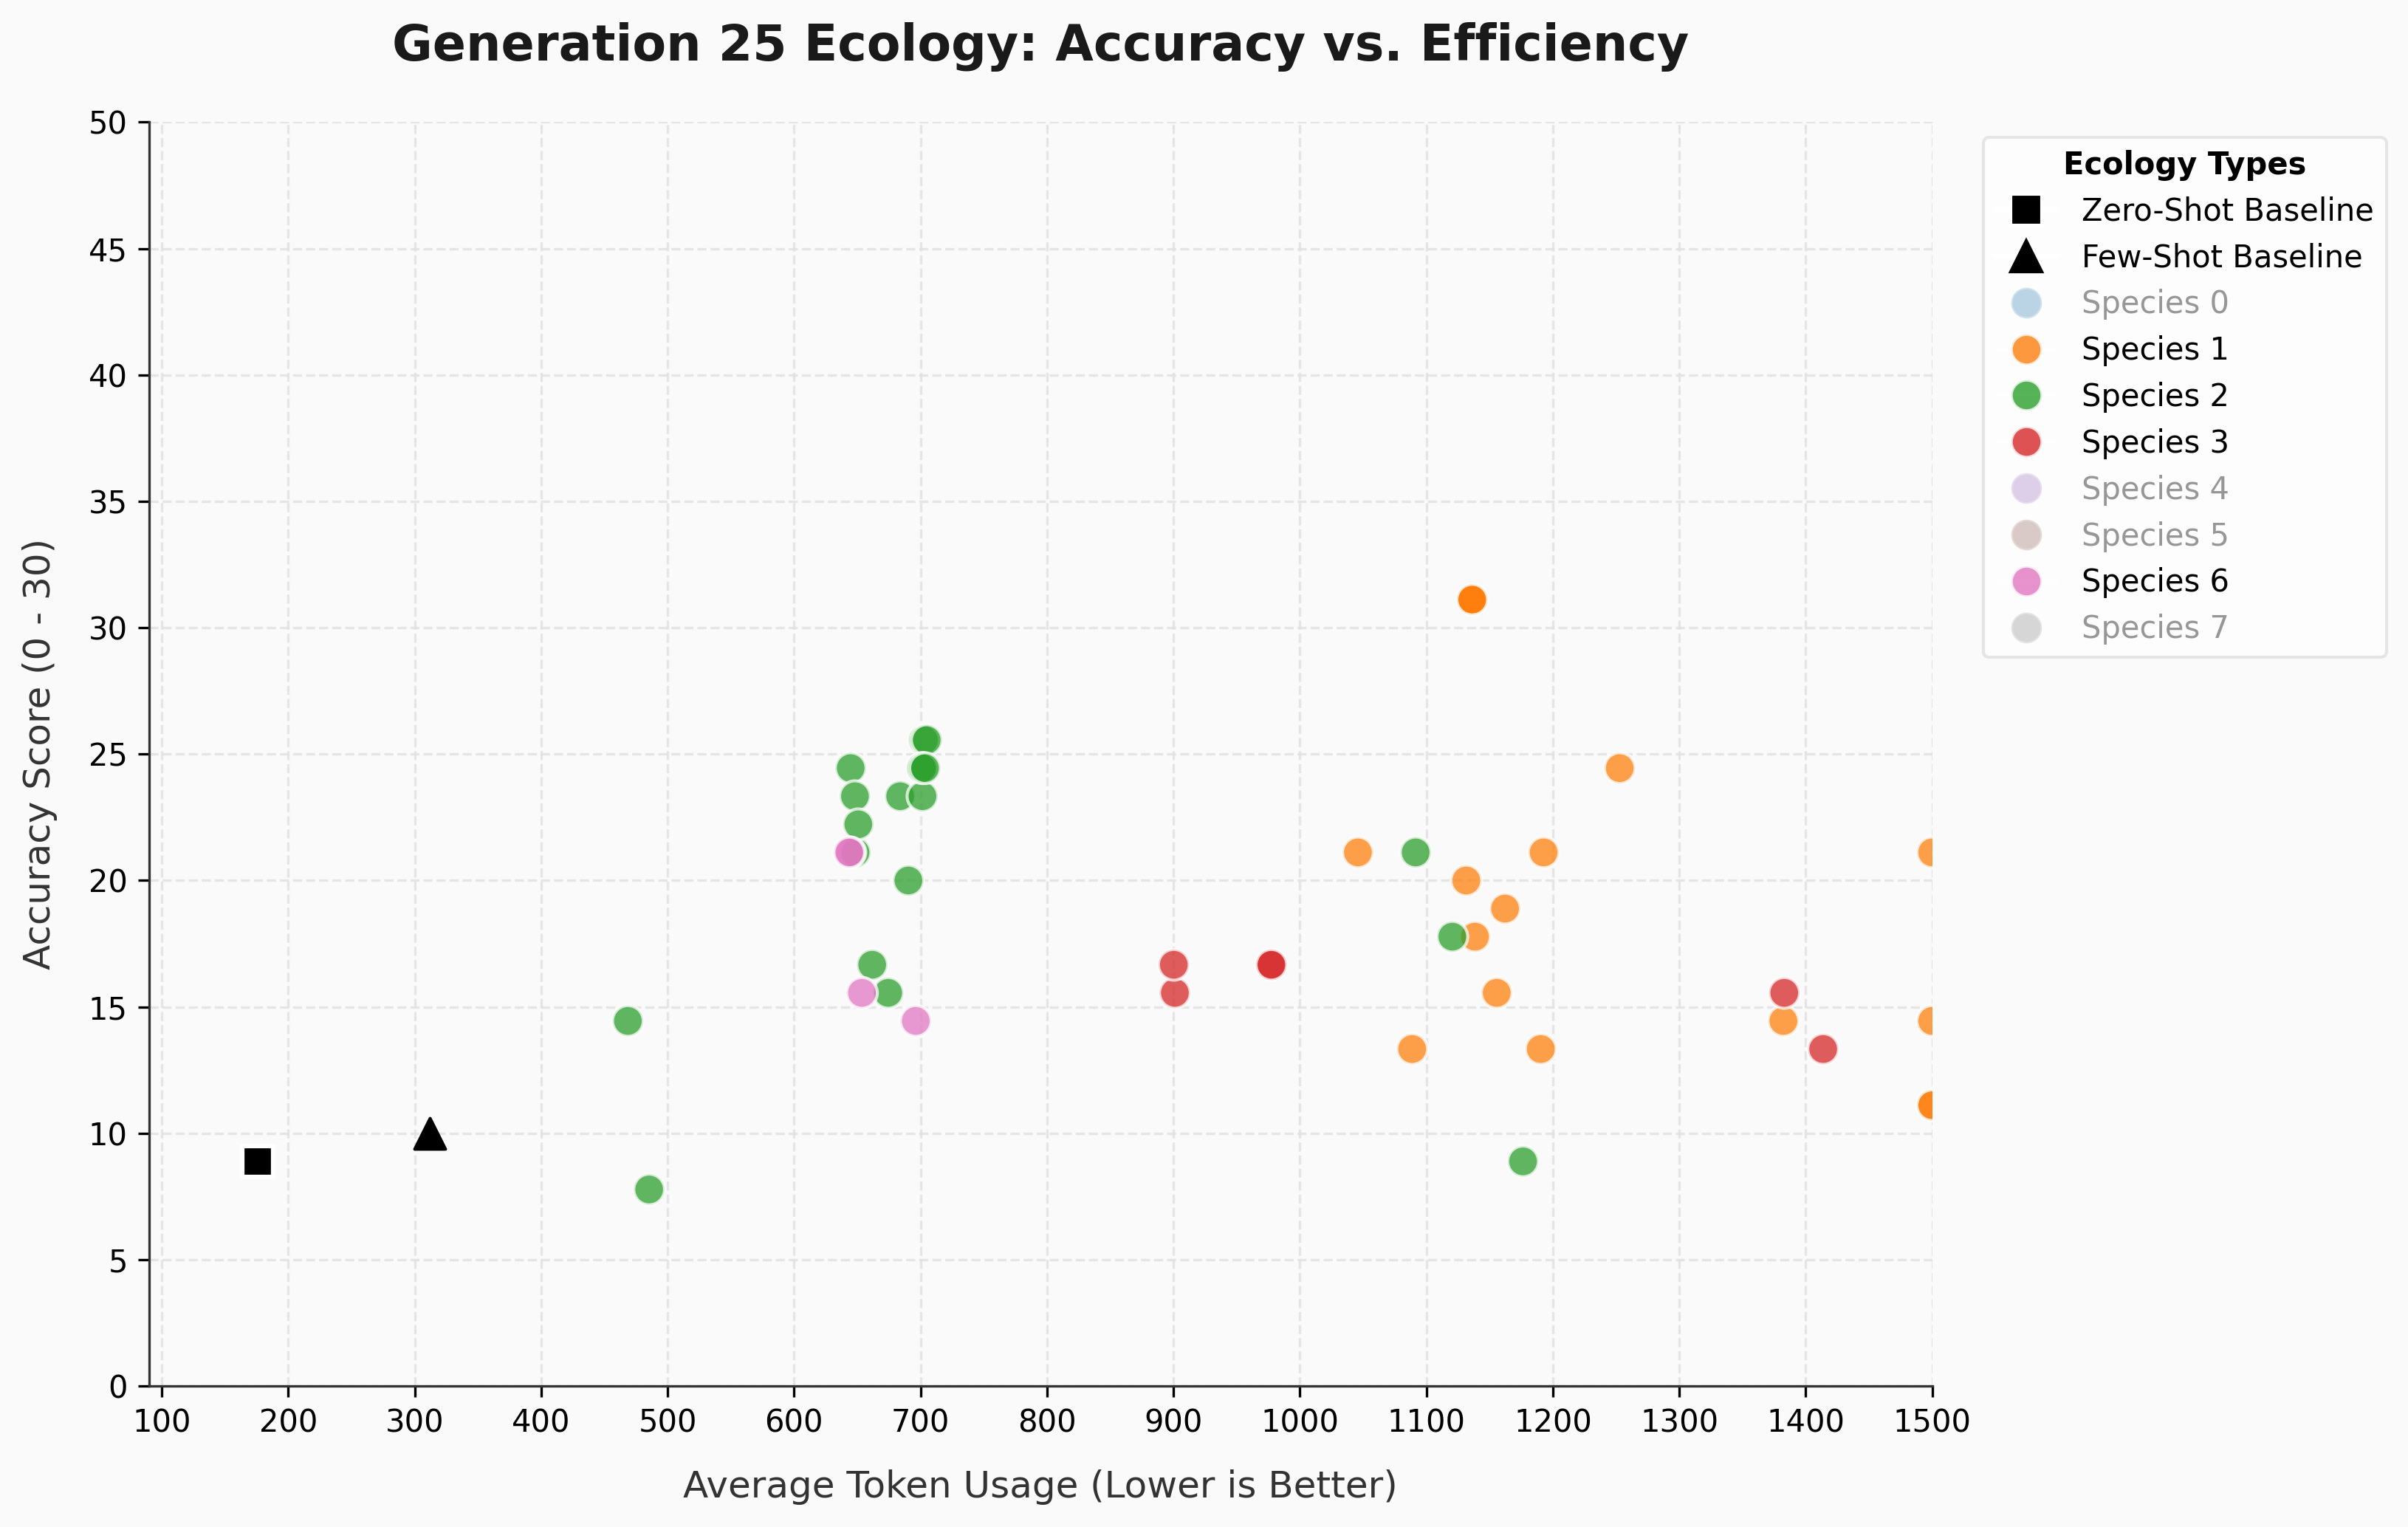 Generation 25 Ecology: Accuracy vs. Efficiency
50
45
40
35
30
25
20
15
10
5
0
Accuracy Score (0 - 30)
100 200 300 400 500 600 700 800 900 1000 1100 1200 1300 1400 1500
Average Token Usage (Lower is Better)
Ecology Types
Zero-Shot Baseline
Few-Shot Baseline
Species 0
Species 1
Species 2
Species 3
Species 4
Species 5
Species 6
Species 7